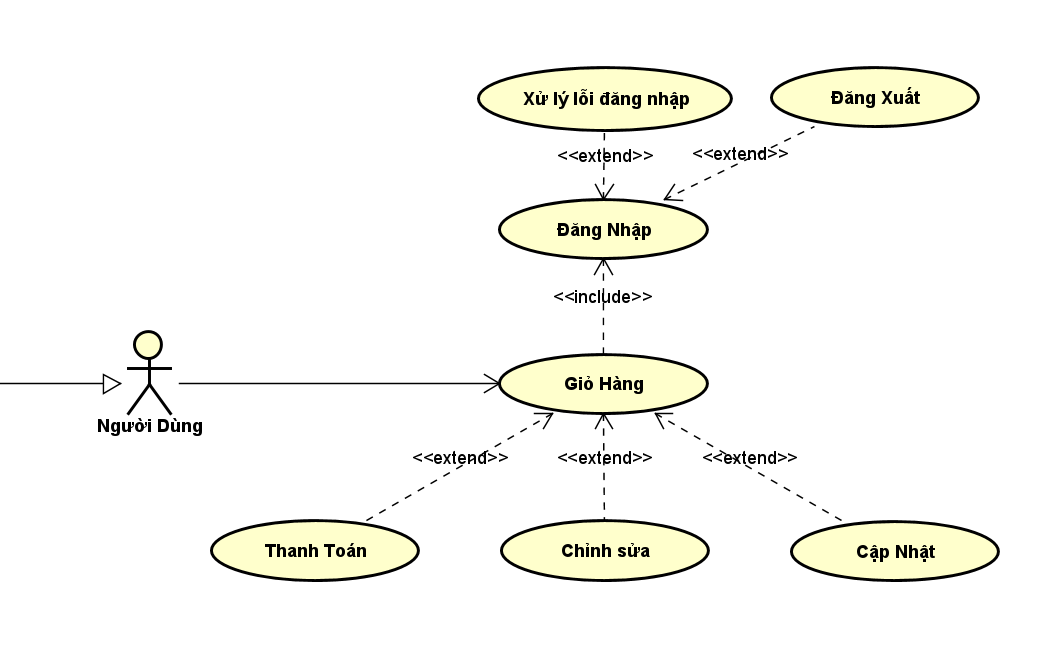 Xử lý lỗi đăng nhập
Đăng Xuất
<<extend>>
<<extend>>
Đăng Nhập
<<include>>
Giỏ Hàng
Người Dùng
<<extend>>
<<extend>>
<<extend>>
Thanh Toán
Chỉnh sửa
Cập Nhật